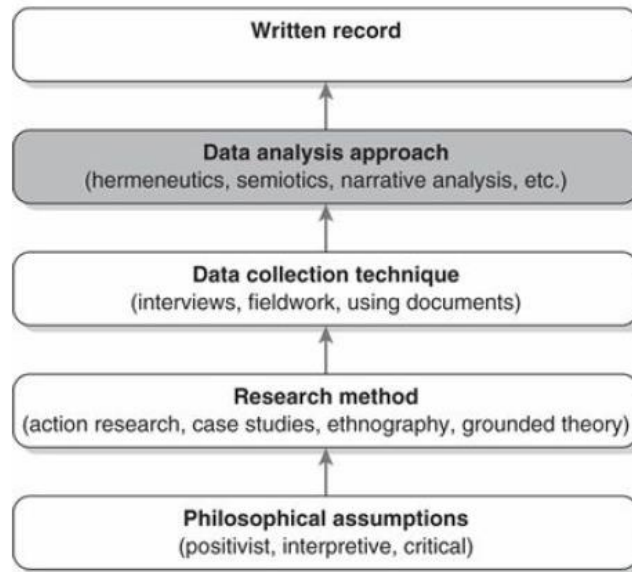 Written record
Data analysis approach
(hermeneutics, semiotics, narrative analysis, etc.)
Data collection technique
(interviews, fieldwork, using documents)
Research method
(action research, case studies, ethnography, grounded theory)
Philosophical assumptions
(positivist, interpretive, critical)